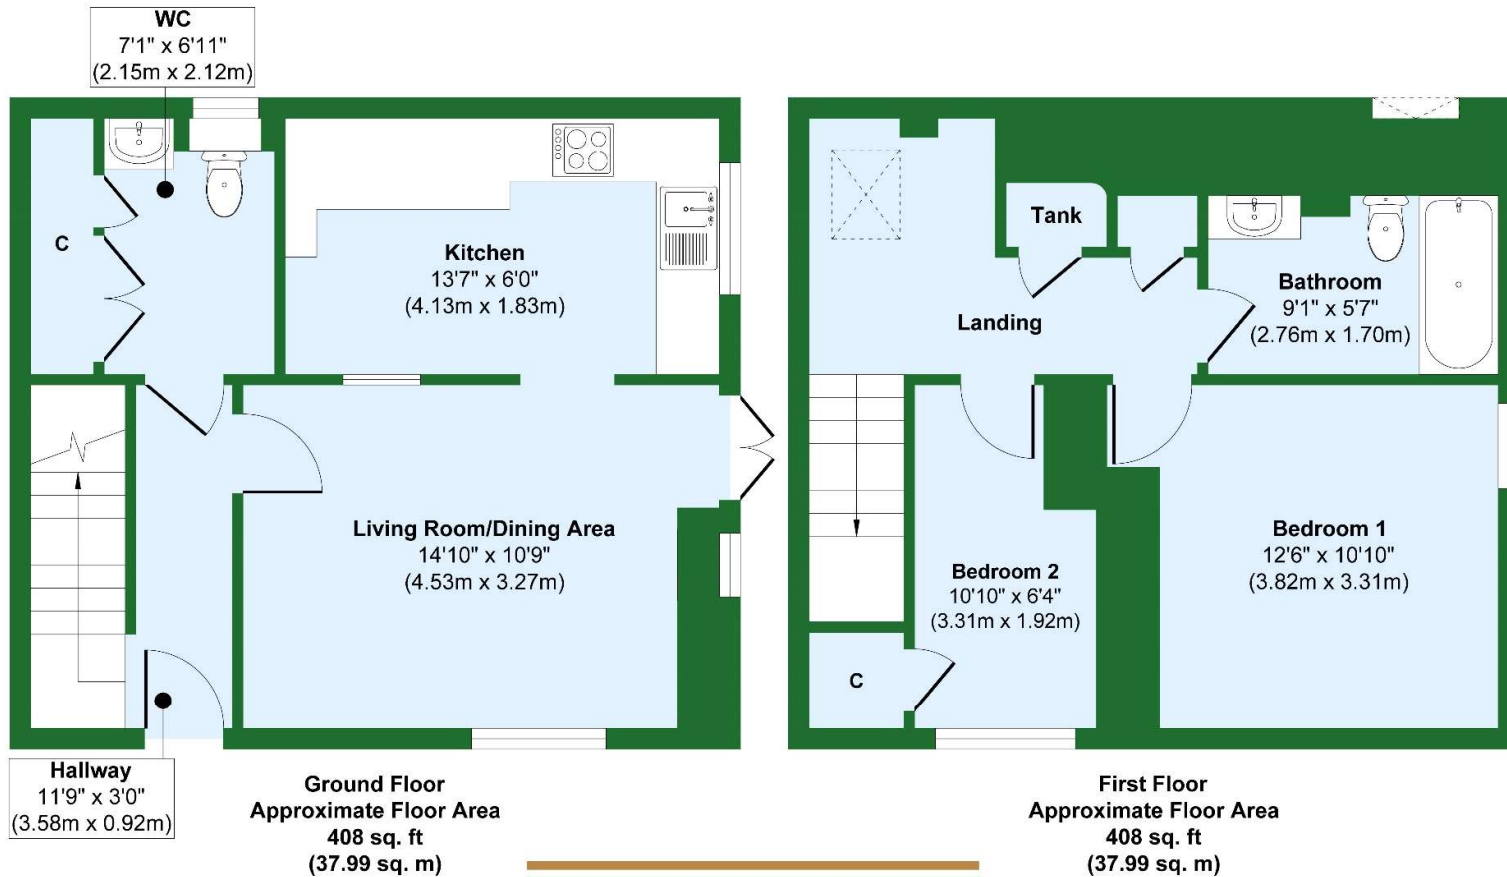 WC
7'1" x 6'11"
(2.15m x 2.12m)
C
Kitchen
13'7" x 6'0"
(4.13m x 1.83m)
Living Room/Dining Area
14'10" x 10'9"
(4.53m x 3.27m)
Hallway
11'9" x 3'0"
(3.58m x 0.92m)
Ground Floor
Approximate Floor Area
408 sq. ft
(37.99 sq. m)
Tank
Landing
Bathroom
9'1" x 5'7"
(2.76m x 1.70m)
Bedroom 1
12'6" x 10'10"
(3.82m x 3.31m)
Bedroom 2
10'10" x 6'4"
(3.31m x 1.92m)
C
First Floor
Approximate Floor Area
408 sq. ft
(37.99 sq. m)